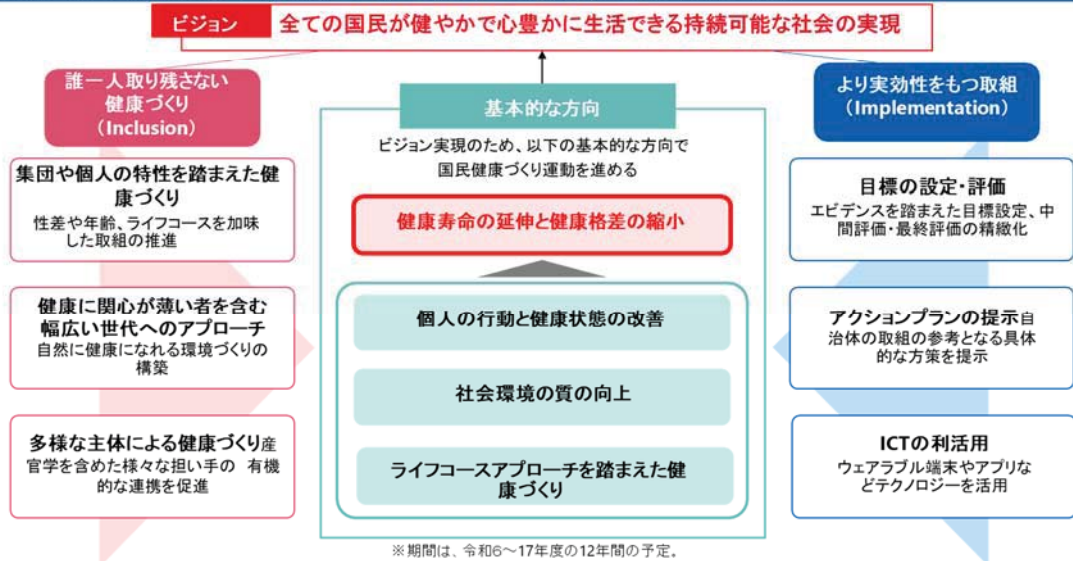 ビジョン
全ての国民が健やかで心豊かに生活できる持続可能な社会の実現
誰一人取り残さない
健康づくり
（Inclusion）
集団や個人の特性を踏まえた健
康づくり
性差や年齢、ライフコースを加味
した取組の推進
健康に関心が薄い者を含む
幅広い世代へのアプローチ
自然に健康になれる環境づくりの
構築
多様な主体による健康づくり産
官学を含めた様々な担い手の 有機
的な連携を促進
基本的な方向
ビジョン実現のため、以下の基本的な方向で
国民健康づくり運動を進める
健康寿命の延伸と健康格差の縮小
個人の行動と健康状態の改善
社会環境の質の向上
ライフコースアプローチを踏まえた健
康づくり
※期間は、令和6～17年度の12年間の予定。
より実効性をもつ取組
（Implementation）
目標の設定・評価
エビデンスを踏まえた目標設定、中
間評価・最終評価の精緻化
アクションプランの提示自
治体の取組の参考となる具体
的な方策を提示
ICTの利活用
ウェアラブル端末やアプリな
どテクノロジーを活用